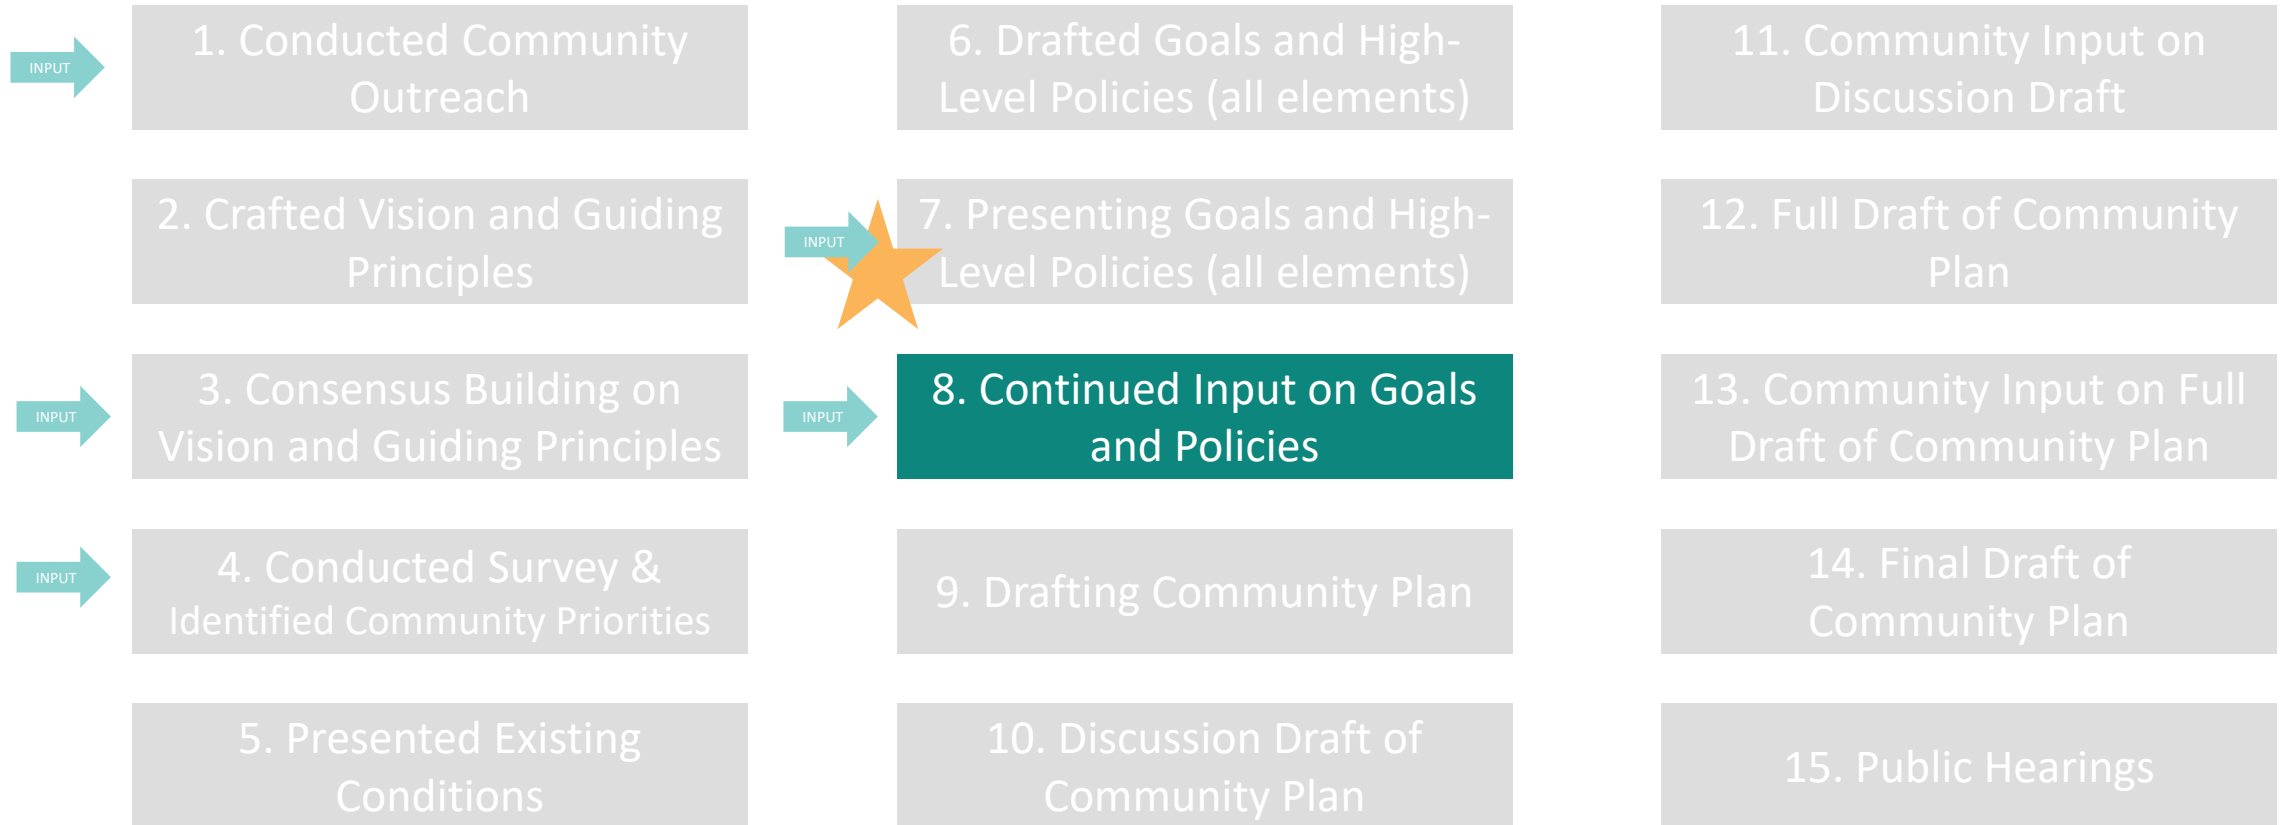 INPUT
1. Conducted Community
Outreach
2. Crafted Vision and Guiding
Principles
INPUT
3. Consensus Building on
Vision and Guiding Principles
INPUT
4. Conducted Survey &
Identified Community Priorities
5. Presented Existing
Conditions
6. Drafted Goals and High-
Level Policies (all elements)
INPUT
7. Presenting Goals and High-
Level Policies (all elements)
INPUT
8. Continued Input on Goals
and Policies
9. Drafting Community Plan
10. Discussion Draft of
Community Plan
11. Community Input on
Discussion Draft
12. Full Draft of Community
Plan
13. Community Input on Full
Draft of Community Plan
14. Final Draft of
Community Plan
15. Public Hearings